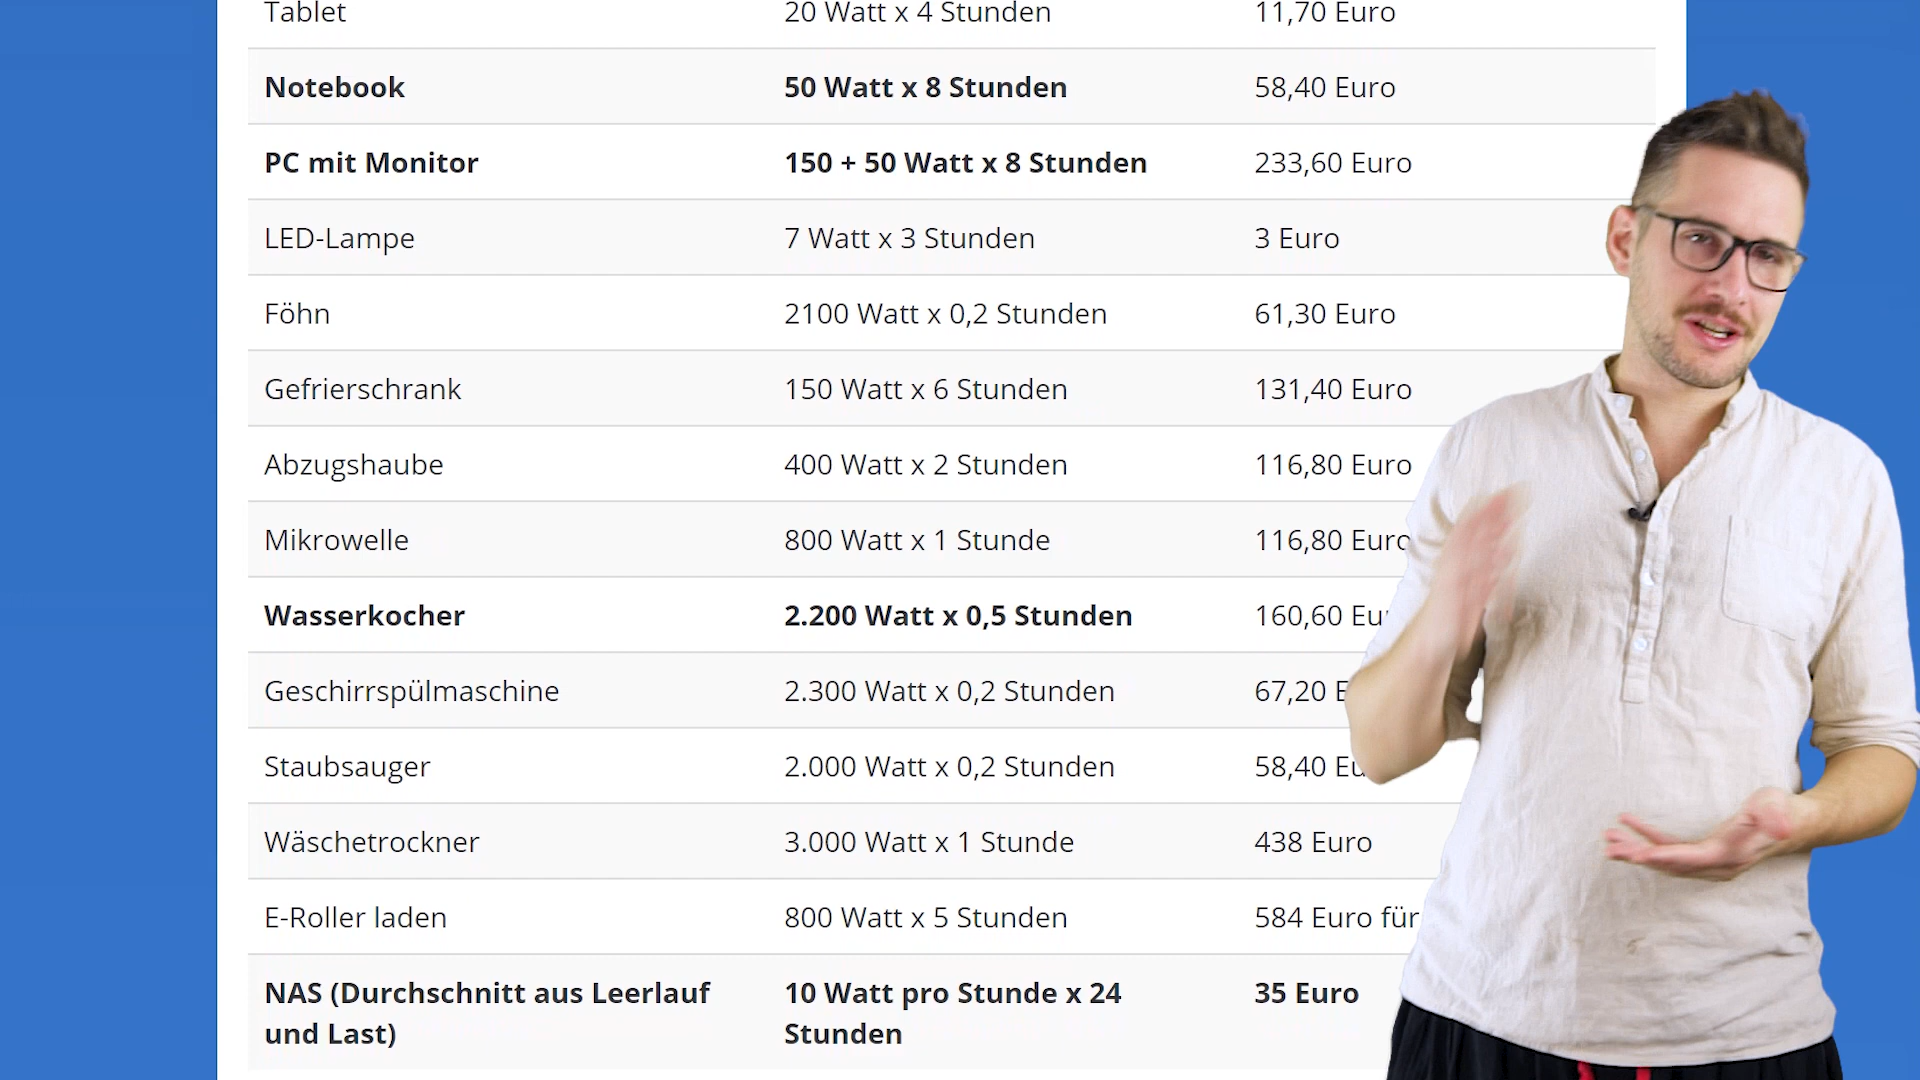 Tablet 20 Watt x 4 Stunden 11,70 Euro
Notebook 50 Watt x 8 Stunden 58,40 Euro
PC mit Monitor 150 + 50 Watt x 8 Stunden 233,60 Euro
LED-Lampe 7 Watt x 3 Stunden 3 Euro
Föhn 2100 Watt x 0,2 Stunden 61,30 Euro
Gefrierschrank 150 Watt x 6 Stunden 131,40 Euro
Abzugshaube 400 Watt x 2 Stunden 116,80 Euro
Mikrowelle 800 Watt x 1 Stunde 116,80 Euro
Wasserkocher 2.200 Watt x 0,5 Stunden 160,60
Geschirrspülmaschine 2.300 Watt x 0,2 Stunden 67,20
Staubsauger 2.000 Watt x 0,2 Stunden 58,40
Wäschetrockner 3.000 Watt x 1 Stunde 438 Euro
E-Roller laden 800 Watt x 5 Stunden 584 Euro für
NAS (Durchschnitt aus Leerlauf 10 Watt pro Stunde x 24 35 Euro
und Last) Stunden